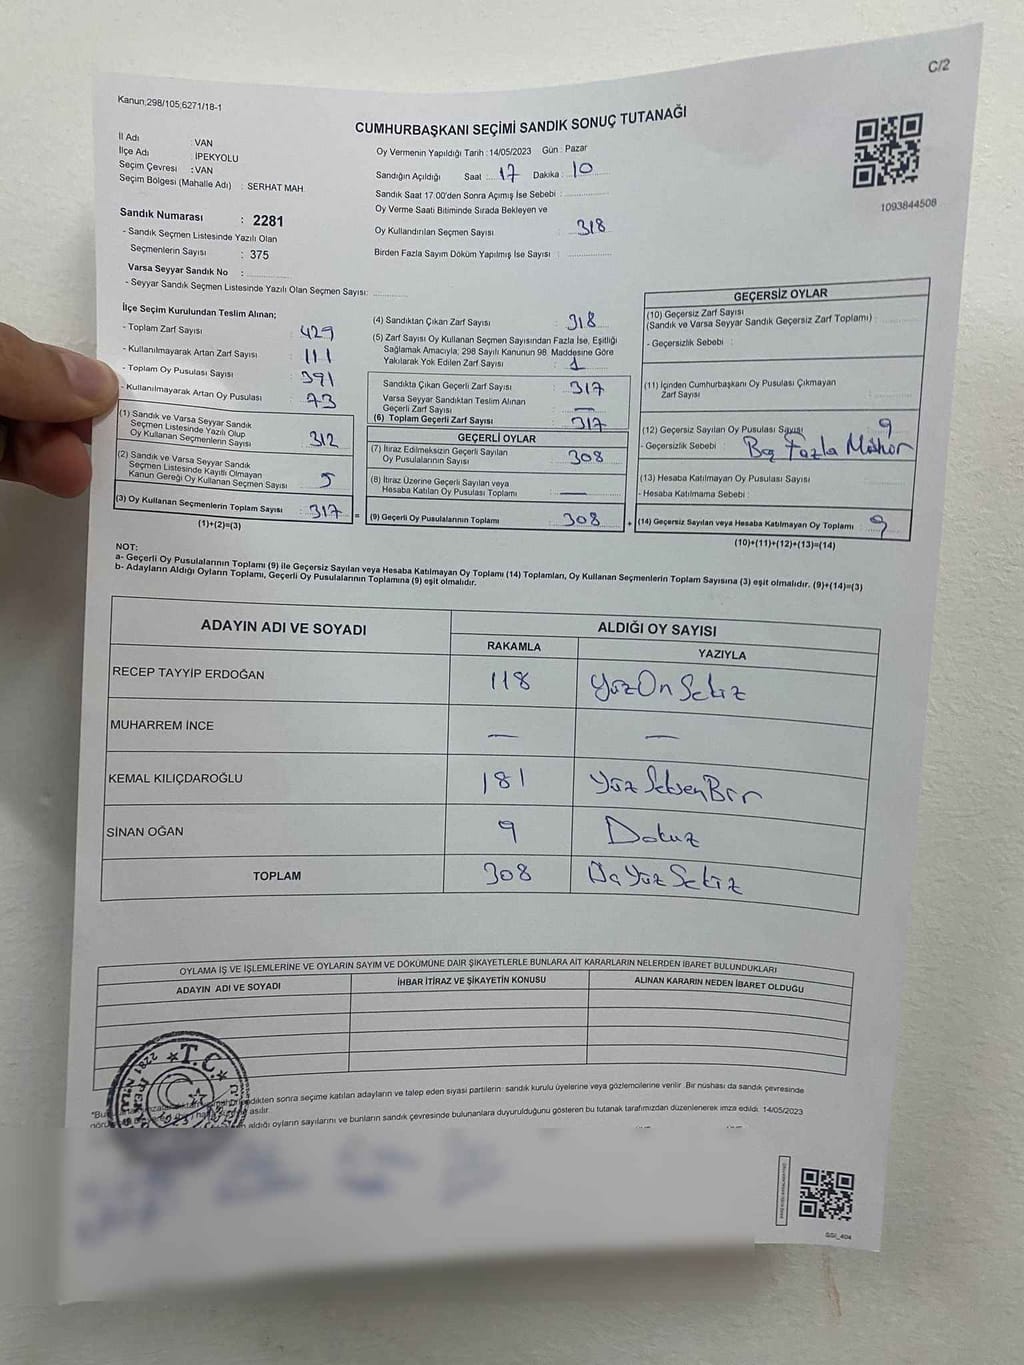 C/2
Kanun;298/105;6271/18-1
CUMHURBAŞKANI SEÇİMİ SANDIK SONUÇ TUTANAĞI
İl Adı : VAN
İlçe Adı : İPEKYOLU
Seçim Çevresi : VAN
Seçim Bölgesi (Mahalle Adı) : SERHAT MAH.
Oy Vermenin Yapıldığı Tarih : 14/05/2023 Gün : Pazar
Sandığın Açıldığı Saat : 17 Dakika : 10
Sandık Saat 17:00'den Sonra Açımış İse Sebebi :
Oy Verme Saati Bitiminde Sırada Bekleyen ve
Oy Kullandırılan Seçmen Sayısı : 318
Birden Fazla Sayım Döküm Yapılmış İse Sayısı :
1093844508
Sandık Numarası : 2281
- Sandık Seçmen Listesinde Yazılı Olan
Seçmenlerin Sayısı : 375
Varsa Seyyar Sandık No :
- Seyyar Sandık Seçmen Listesinde Yazılı Olan Seçmen Sayısı:
İlçe Seçim Kurulundan Teslim Alınan;
- Toplam Zarf Sayısı : 429
- Kullanılmayarak Artan Zarf Sayısı : 111
- Toplam Oy Pusulası Sayısı : 391
- Kullanılmayarak Artan Oy Pusulası : 73
(1) Sandık ve Varsa Seyyar Sandık
Seçmen Listesinde Yazılı Olup
Oy Kullanan Seçmenlerin Sayısı : 312
(2) Sandık ve Varsa Seyyar Sandık
Seçmen Listesinde Kayıtlı Olmayan
Kanun Gereği Oy Kullanan Seçmen Sayısı : 5
(3) Oy Kullanan Seçmenlerin Toplam Sayısı : 317
(1)+(2)=(3)
(4) Sandıktan Çıkan Zarf Sayısı : 318
(5) Zarf Sayısı Oy Kullanan Seçmen Sayısından Fazla İse, Eşitliği
Sağlamak Amacıyla; 298 Sayılı Kanunun 98. Maddesine Göre
Yakılarak Yok Edilen Zarf Sayısı : 1
Sandıkta Çıkan Geçerli Zarf Sayısı : 317
Varsa Seyyar Sandıktan Teslim Alınan
Geçerli Zarf Sayısı : —
(6) Toplam Geçerli Zarf Sayısı : 317
GEÇERLİ OYLAR
(7) İtiraz Edilmeksizin Geçerli Sayılan
Oy Pusulalarının Sayısı : 308
(8) İtiraz Üzerine Geçerli Sayılan veya
Hesaba Katılan Oy Pusulası Toplamı : —
(9) Geçerli Oy Pusulalarının Toplamı : 308
GEÇERSİZ OYLAR
(10) Geçersiz Zarf Sayısı
(Sandık ve Varsa Seyyar Sandık Geçersiz Zarf Toplamı) :
- Geçersizlik Sebebi :
(11) İçinden Cumhurbaşkanı Oy Pusulası Çıkmayan
Zarf Sayısı :
(12) Geçersiz Sayılan Oy Pusulası Sayısı : 9
- Geçersizlik Sebebi : Fazla Mühür
(13) Hesaba Katılmayan Oy Pusulası Sayısı :
- Hesaba Katılmama Sebebi :
(14) Geçersiz Sayılan veya Hesaba Katılmayan Oy Toplamı : 9
(10)+(11)+(12)+(13)=(14)
NOT:
a- Geçerli Oy Pusulalarının Toplamı (9) ile Geçersiz Sayılan veya Hesaba Katılmayan Oy Toplamı (14) Toplamları, Oy Kullanan Seçmenlerin Toplam Sayısına (3) eşit olmalıdır. (9)+(14)=(3)
b- Adayların Aldığı Oyların Toplamı, Geçerli Oy Pusulalarının Toplamına (9) eşit olmalıdır.
ADAYIN ADI VE SOYADI ALDIĞI OY SAYISI
RAKAMLA YAZIYLA
RECEP TAYYİP ERDOĞAN 118 YüzOn Sekiz
MUHARREM İNCE — —
KEMAL KILIÇDAROĞLU 181 Yüz SeksenBir
SİNAN OĞAN 9 Dokuz
TOPLAM 308 Üç Yüz Sekiz
OYLAMA İŞ VE İŞLEMLERİNE VE OYLARIN SAYIM VE DÖKÜMÜNE DAİR ŞİKAYETLERLE BUNLARA AİT KARARLARIN NELERDEN İBARET BULUNDUKLARI
ADAYIN ADI VE SOYADI İHBAR İTİRAZ VE ŞİKAYETİN KONUSU ALINAN KARARIN NEDEN İBARET OLDUĞU
T.C.
sonra seçime katılan adayların ve talep eden siyasi partilerin sandık kurulu üyelerine veya gözlemcilerine verilir. Bir nüshası da sandık çevresinde
asılır.
aldığı oyların sayılarını ve bunların sandık çevresinde bulunanlara duyurulduğunu gösteren bu tutanak tarafımızdan düzenlenerek imza edildi. 14/05/2023
SSI_404